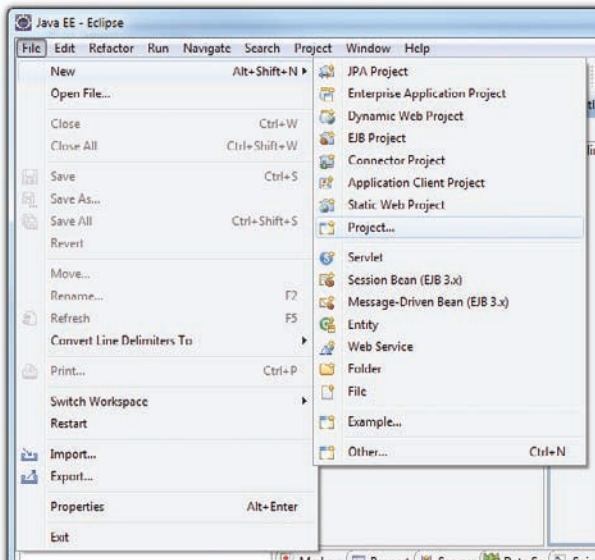 Java EE - Eclipse
File Edit Refactor Run Navigate Search Project Window Help
New Alt+Shift+N
Open File...
Close Ctrl+W
Close All Ctrl+Shift+W
Save Ctrl+S
Save As...
Save All Ctrl+Shift+S
Revert
Move...
Rename... F2
Refresh F5
Convert Line Delimiters To
Print... Ctrl+P
Switch Workspace
Restart
Import...
Export...
Properties Alt+Enter
Exit
JPA Project
Enterprise Application Project
Dynamic Web Project
EJB Project
Connector Project
Application Client Project
Static Web Project
Project...
Servlet
Session Bean (EJB 3.x)
Message-Driven Bean (EJB 3.x)
Entity
Web Service
Folder
File
Example...
Other... Ctrl+N